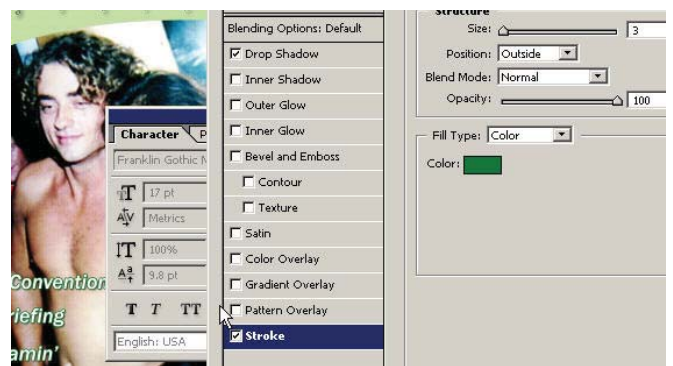 Structure
Blending Options: Default
Size: 3
Drop Shadow
Position: Outside
Inner Shadow
Blend Mode: Normal
Outer Glow
Opacity: 100
Inner Glow
Character P
Fill Type: Color
Franklin Gothic
Bevel and Emboss
Color:
Contour
17 pt
Texture
Metrics
Satin
100%
Color Overlay
9.8 pt
Convention
Gradient Overlay
T T TT
Pattern Overlay
riefing
English: USA
Stroke
amin'